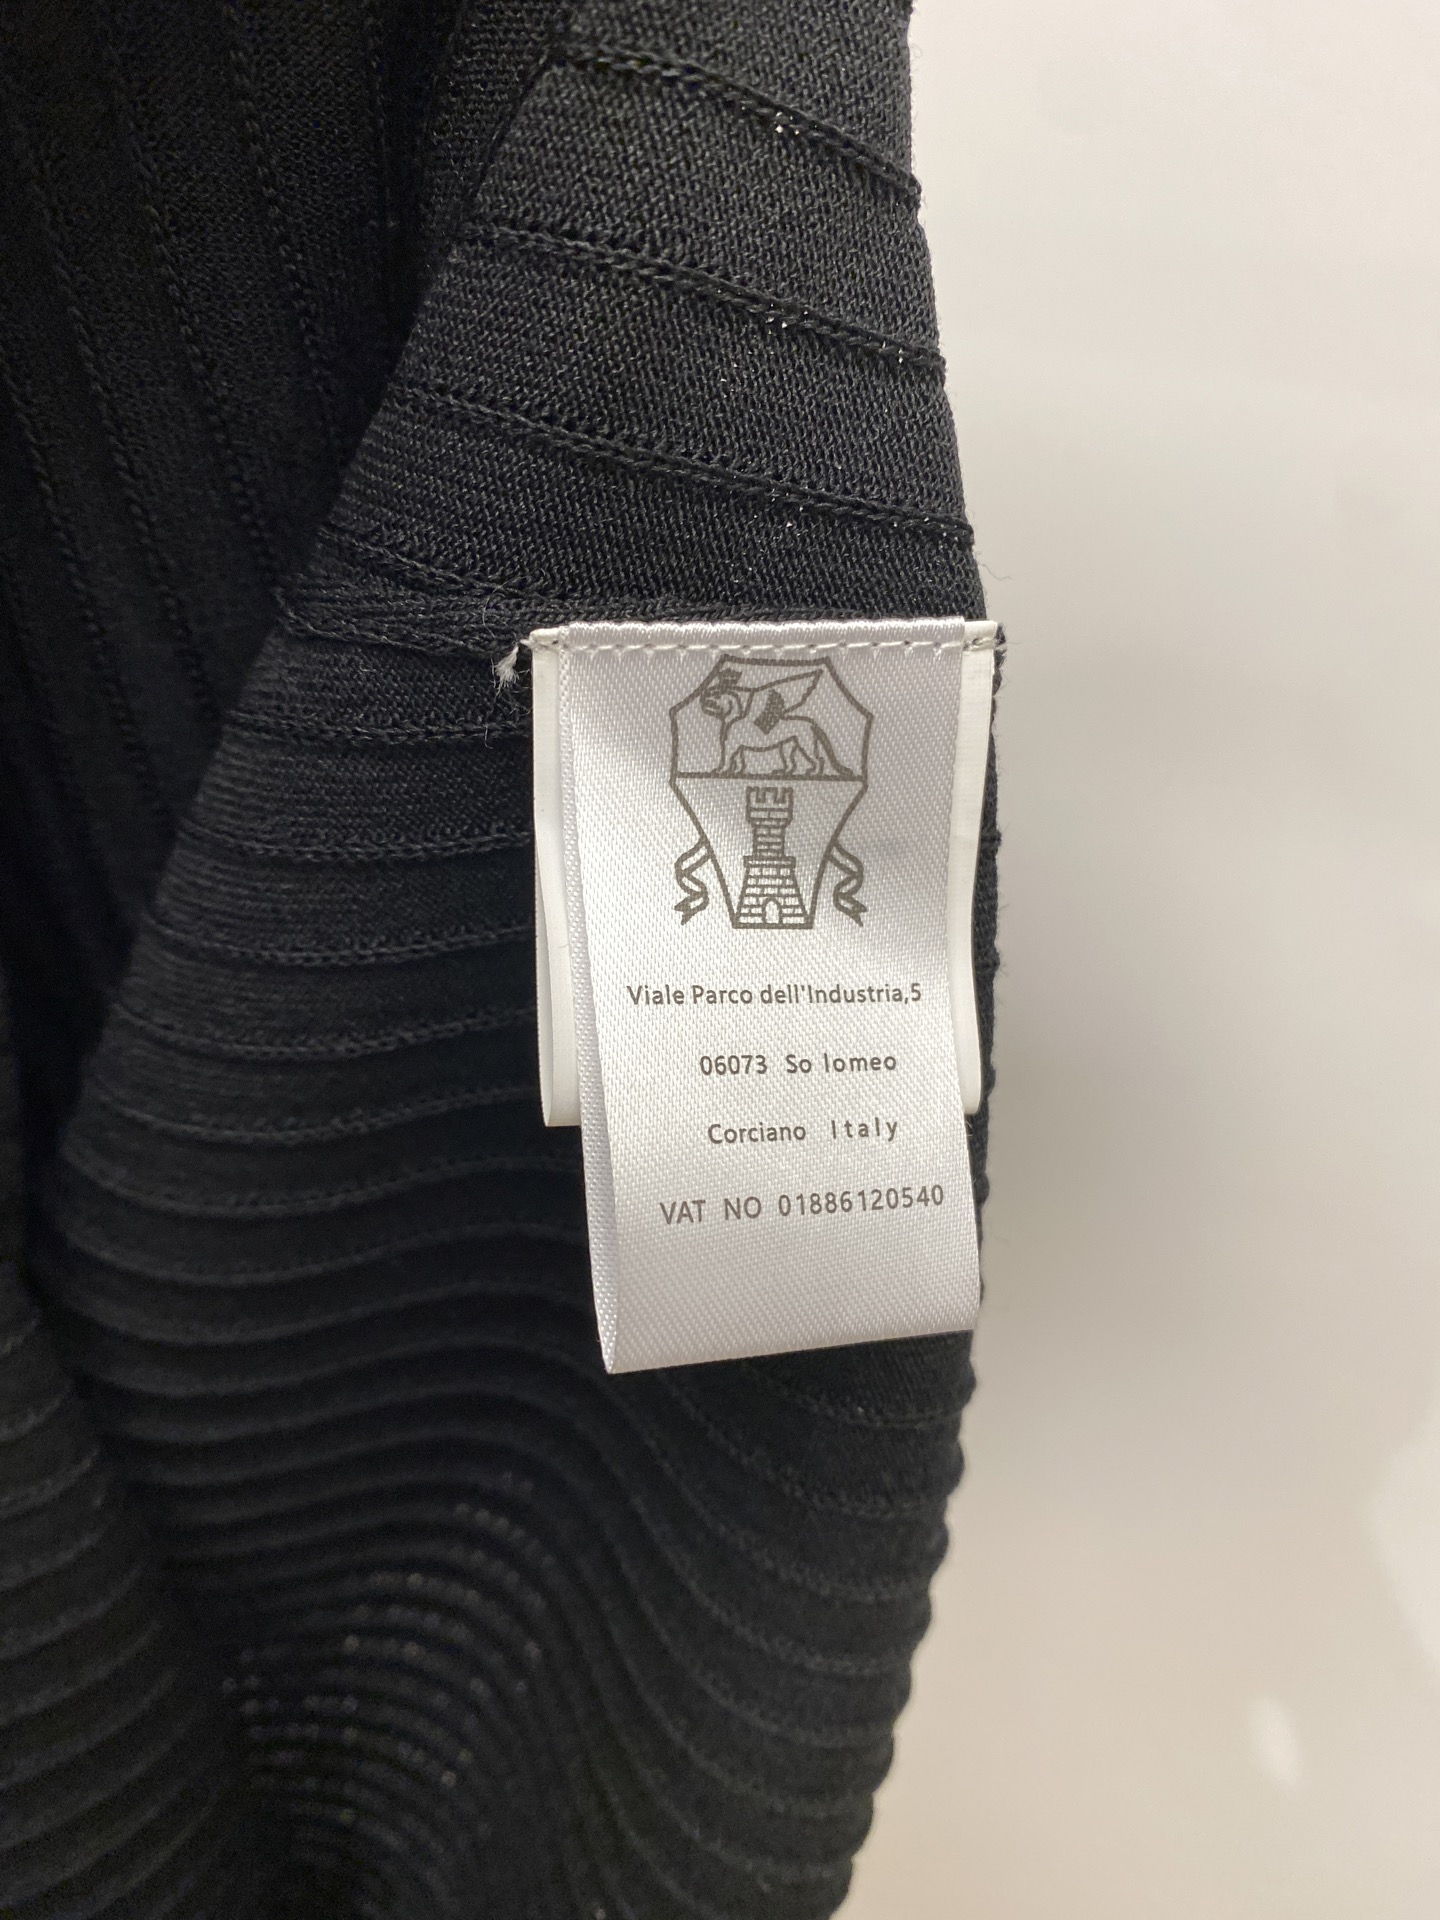 Viale Parco dell'Industria,5
06073 So lomeo
Corciano Italy
VAT NO 01886120540